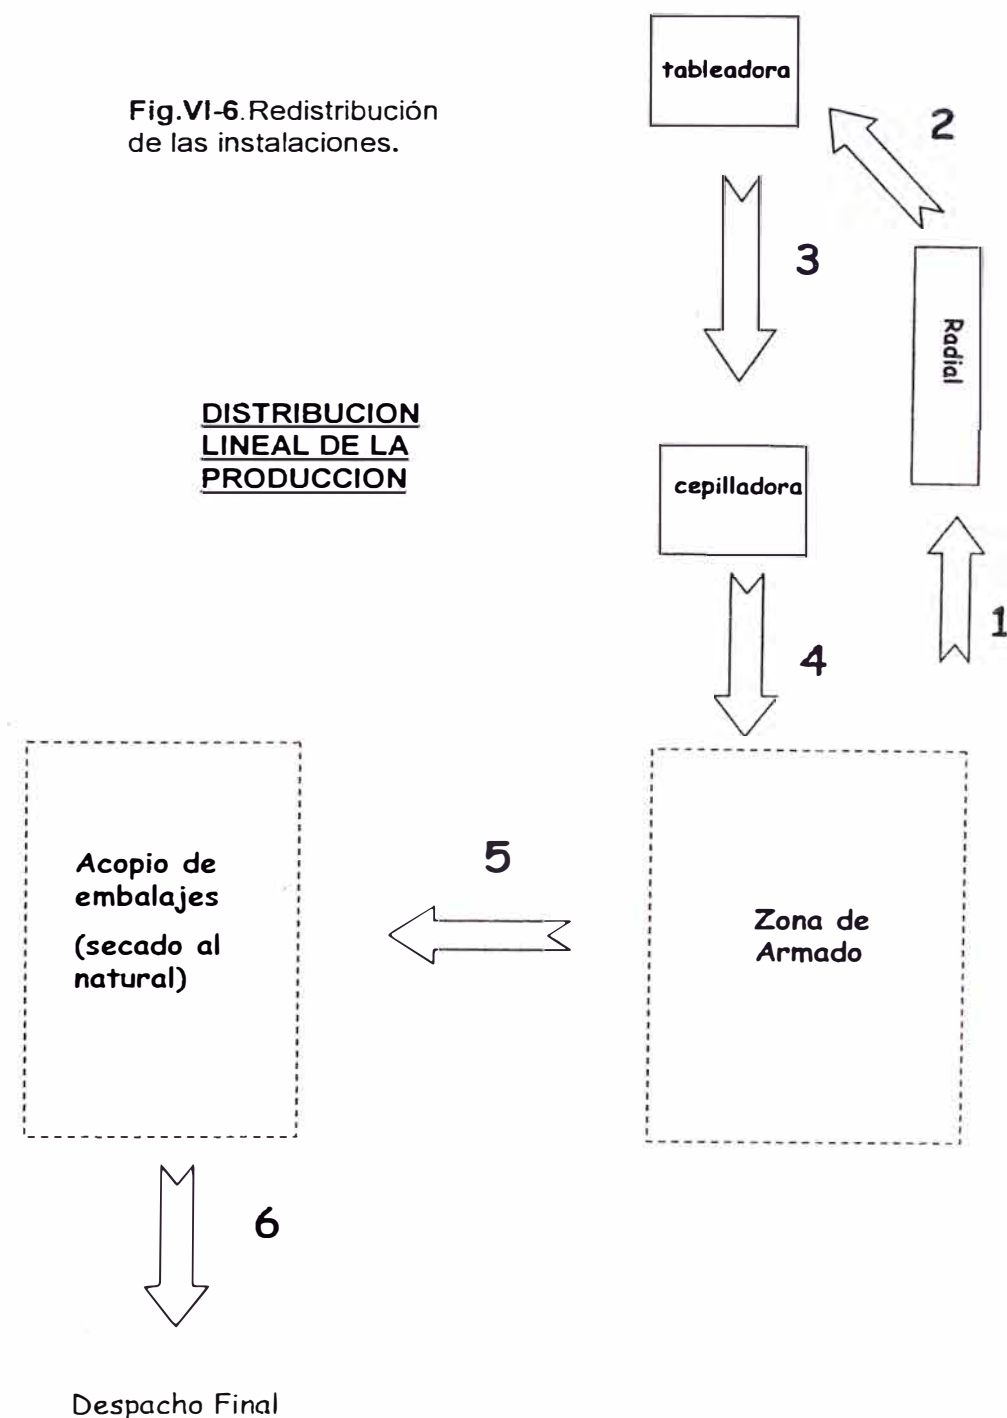 Fig.VI-6.Redistribución
de las instalaciones.
tableadora
2
3
Radial
DISTRIBUCION
LINEAL DE LA
PRODUCCION
cepilladora
1
4
Acopio de
embalajes
(secado al
natural)
5
Zona de
Armado
6
Despacho Final